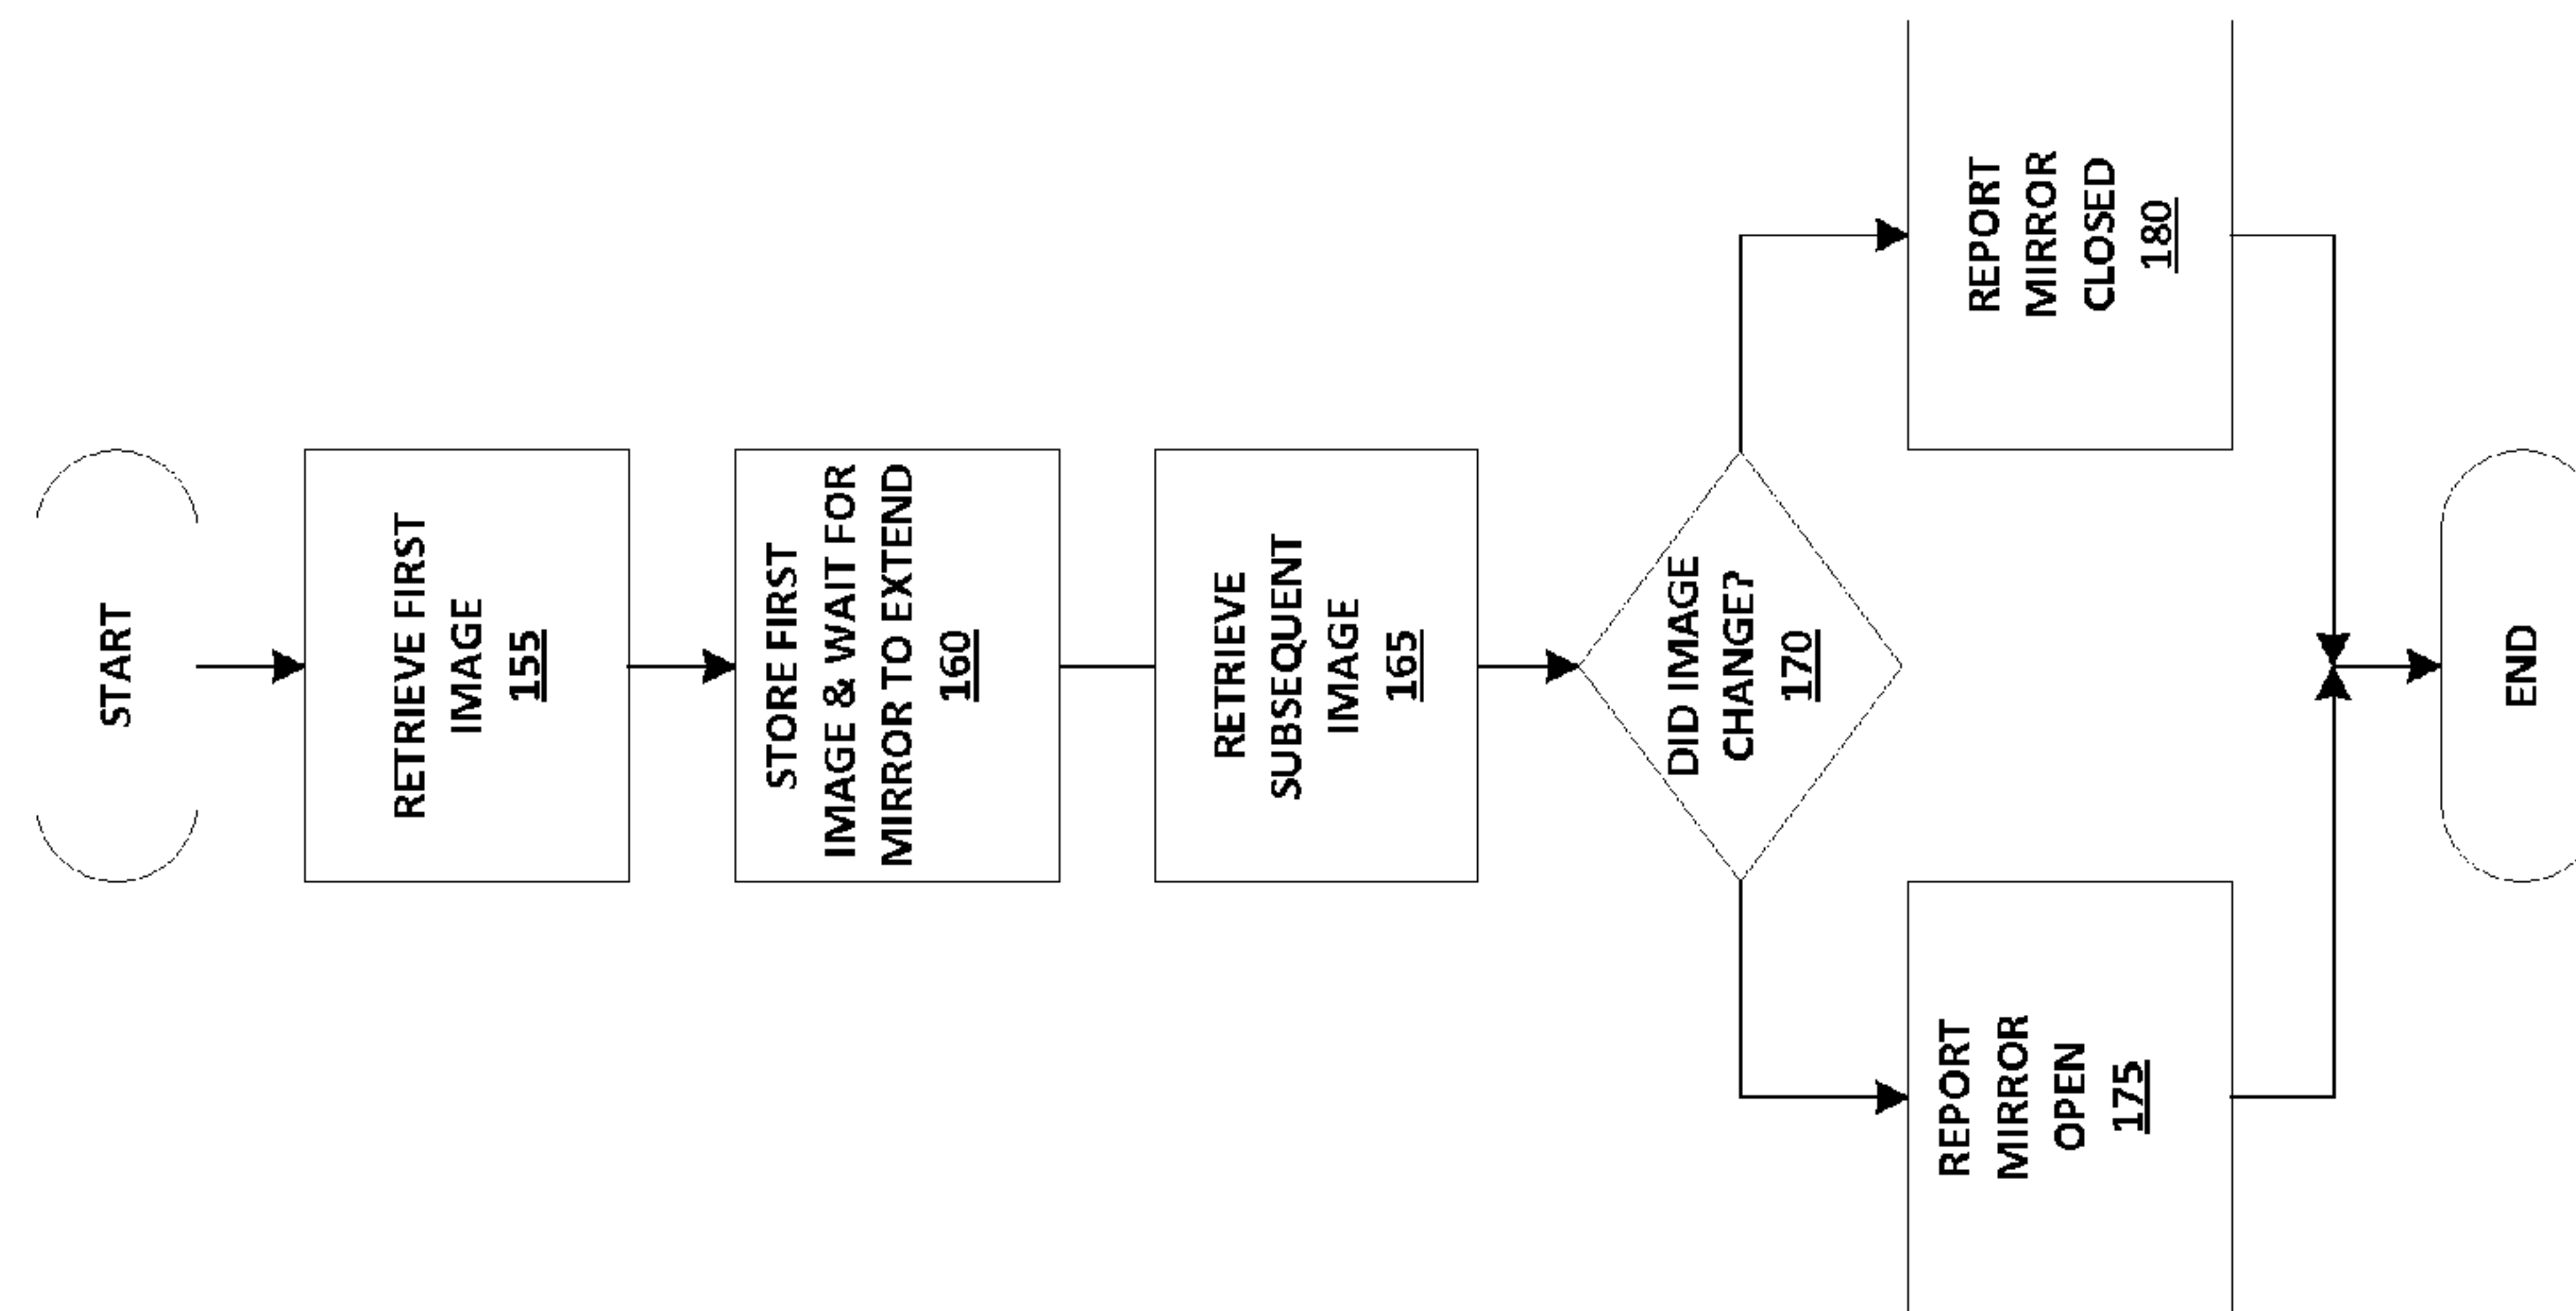 START
RETRIEVE FIRST
IMAGE
155
STORE FIRST
IMAGE & WAIT FOR
MIRROR TO EXTEND
160
RETRIEVE
SUBSEQUENT
IMAGE
165
DID IMAGE
CHANGE?
170
REPORT
MIRROR
OPEN
175
REPORT
MIRROR
CLOSED
180
END